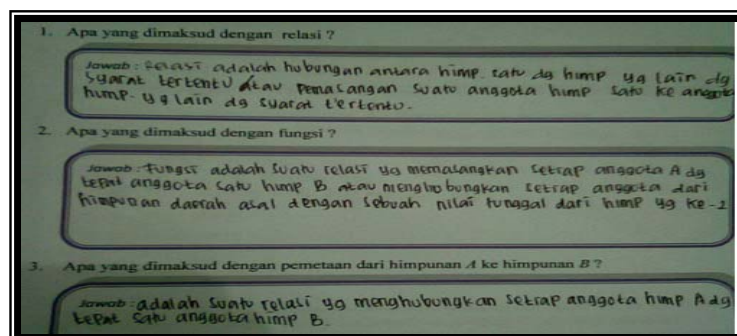 1. Apa yang dimaksud dengan relasi ?
Jawab : Relasi adalah hubungan antara himp. satu dg himp yg lain dg
syarat tertentu atau pemasangan suatu anggota himp satu ke anggota
himp. yg lain dg syarat tertentu.
2. Apa yang dimaksud dengan fungsi ?
Jawab : Fungsi adalah suatu relasi yg memasangkan setiap anggota A dg
tepat anggota satu himp B atau menghubungkan setiap anggota dari
himpunan daerah asal dengan sebuah nilai tunggal dari himp yg ke-2
3. Apa yang dimaksud dengan pemetaan dari himpunan A ke himpunan B ?
Jawab : adalah suatu relasi yg menghubungkan setiap anggota himp A dg
tepat satu anggota himp B.